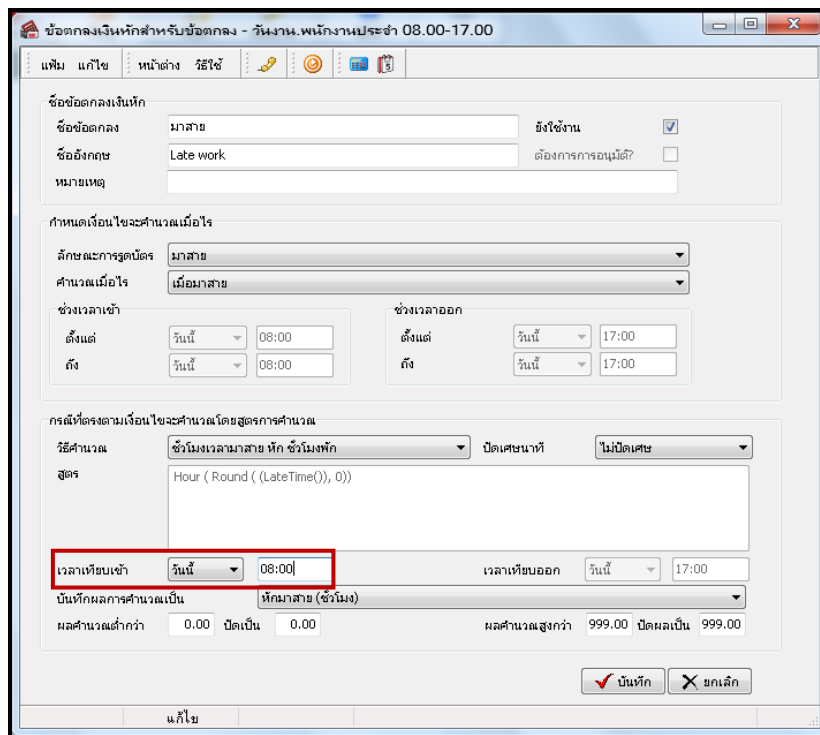 ข้อตกลงเงินหักสำหรับข้อตกลง - วันงาน.พนักงานประจำ 08.00-17.00
แฟ้ม แก้ไข หน้าต่าง วิธีใช้
ชื่อข้อตกลงเงินหัก
ชื่อข้อตกลง มาสาย ยังใช้งาน
ชื่ออังกฤษ Late work ต้องการการอนุมัติ?
หมายเหตุ
กำหนดเงื่อนไขจะคำนวณเมื่อไร
ลักษณะการรูดบัตร มาสาย
คำนวณเมื่อไร เมื่อมาสาย
ช่วงเวลาเข้า ช่วงเวลาออก
ตั้งแต่ วันนี้ 08:00 ตั้งแต่ วันนี้ 17:00
ถึง วันนี้ 08:00 ถึง วันนี้ 17:00
กรณีที่ตรงตามเงื่อนไขจะคำนวณโดยสูตรการคำนวณ
วิธีคำนวณ ชั่วโมงเวลามาสาย หัก ชั่วโมงพัก ปัดเศษนาที ไม่ปัดเศษ
สูตร Hour ( Round ( (LateTime()), 0))
เวลาเทียบเข้า วันนี้ 08:00 เวลาเทียบออก วันนี้ 17:00
บันทึกผลการคำนวณเป็น หักมาสาย (ชั่วโมง)
ผลคำนวณต่ำกว่า 0.00 ปัดเป็น 0.00 ผลคำนวณสูงกว่า 999.00 ปัดผลเป็น 999.00
บันทึก ยกเลิก
แก้ไข